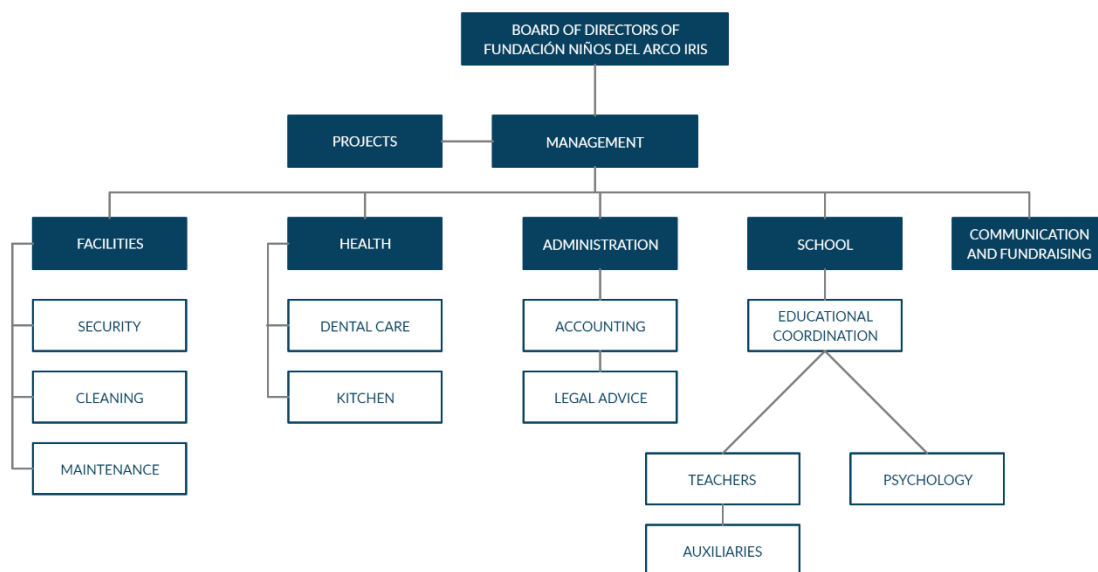 BOARD OF DIRECTORS OF
FUNDACIÓN NIÑOS DEL ARCO IRIS
PROJECTS
MANAGEMENT
FACILITIES
HEALTH
ADMINISTRATION
SCHOOL
COMMUNICATION
AND FUNDRAISING
SECURITY
DENTAL CARE
ACCOUNTING
EDUCATIONAL
COORDINATION
CLEANING
KITCHEN
LEGAL ADVICE
MAINTENANCE
TEACHERS
PSYCHOLOGY
AUXILIARIES